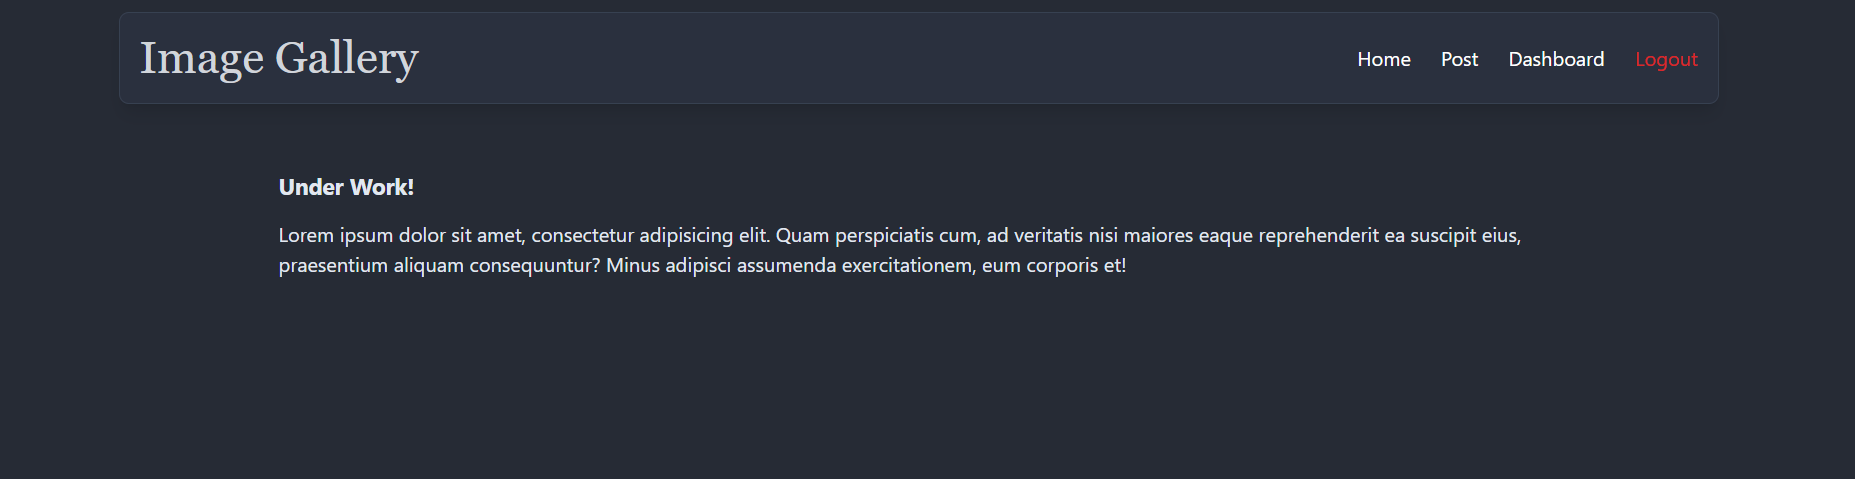 Image Gallery
Home Post Dashboard Logout
Under Work!
Lorem ipsum dolor sit amet, consectetur adipisicing elit. Quam perspiciatis cum, ad veritatis nisi maiores eaque reprehenderit ea suscipit eius,
praesentium aliquam consequuntur? Minus adipisci assumenda exercitationem, eum corporis et!